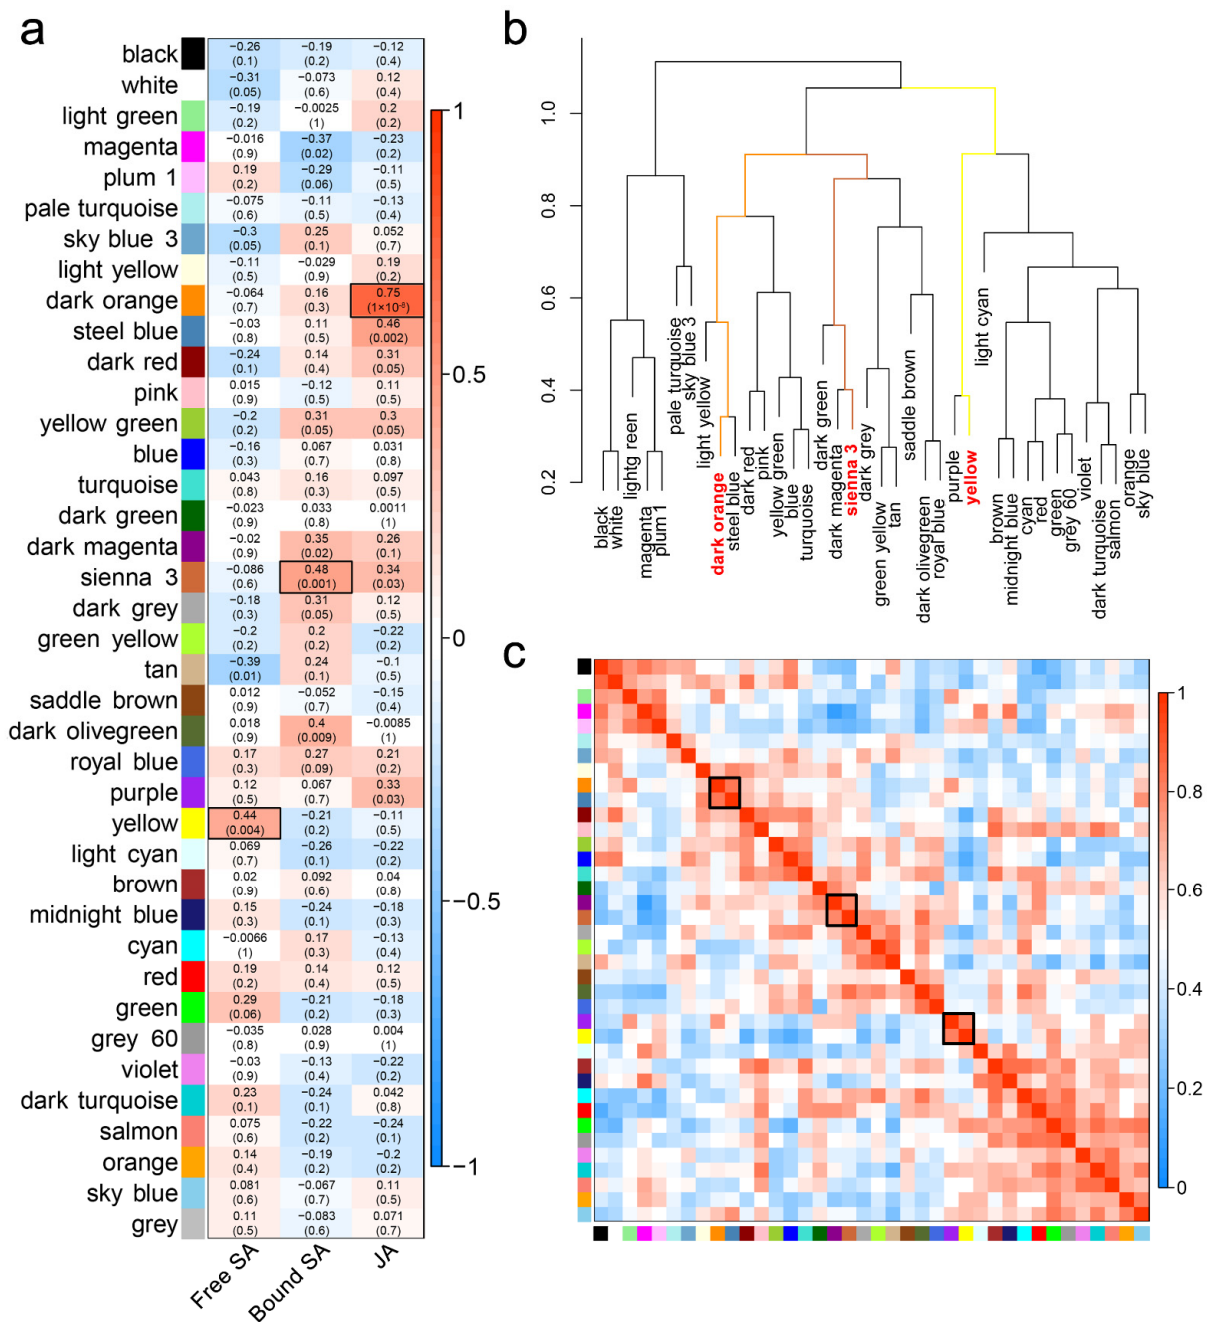 a
black −0.26 −0.19 −0.12
(0.1) (0.2) (0.4)
white −0.31 −0.073 0.12
(0.05) (0.6) (0.4)
light green −0.19 −0.0025 0.2
(0.2) (1) (0.2)
magenta −0.016 −0.37 −0.23
(0.9) (0.02) (0.2)
plum 1 0.19 −0.29 −0.11
(0.2) (0.06) (0.5)
pale turquoise −0.075 −0.11 −0.13
(0.6) (0.5) (0.4)
sky blue 3 −0.3 0.25 0.052
(0.05) (0.1) (0.7)
light yellow −0.11 −0.029 0.19
(0.5) (0.9) (0.2)
dark orange −0.064 0.16 0.75
(0.7) (0.3) (1×10⁻⁸)
steel blue −0.03 0.11 0.46
(0.8) (0.5) (0.002)
dark red −0.24 0.14 0.31
(0.1) (0.4) (0.05)
pink 0.015 −0.12 0.11
(0.9) (0.5) (0.5)
yellow green −0.2 0.31 0.3
(0.2) (0.05) (0.05)
blue −0.16 0.067 0.031
(0.3) (0.7) (0.8)
turquoise 0.043 0.16 0.097
(0.8) (0.3) (0.5)
dark green −0.023 0.033 0.0011
(0.9) (0.8) (1)
dark magenta −0.02 0.35 0.26
(0.9) (0.02) (0.1)
sienna 3 −0.086 0.48 0.34
(0.6) (0.001) (0.03)
dark grey −0.18 0.31 0.12
(0.3) (0.05) (0.5)
green yellow −0.2 0.2 −0.22
(0.2) (0.2) (0.2)
tan −0.39 0.24 −0.1
(0.01) (0.1) (0.5)
saddle brown 0.012 −0.052 −0.15
(0.9) (0.7) (0.4)
dark olivegreen 0.018 0.4 −0.0085
(0.9) (0.009) (1)
royal blue 0.17 0.27 0.21
(0.3) (0.09) (0.2)
purple 0.12 0.067 0.33
(0.5) (0.7) (0.03)
yellow 0.44 −0.21 −0.11
(0.004) (0.2) (0.5)
light cyan 0.069 −0.26 −0.22
(0.7) (0.1) (0.2)
brown 0.02 0.092 0.04
(0.9) (0.6) (0.8)
midnight blue 0.15 −0.24 −0.18
(0.3) (0.1) (0.3)
cyan −0.0066 0.17 −0.13
(1) (0.3) (0.4)
red 0.19 0.14 0.12
(0.2) (0.4) (0.5)
green 0.29 −0.21 −0.18
(0.06) (0.2) (0.3)
grey 60 −0.035 0.028 0.004
(0.8) (0.9) (1)
violet −0.03 −0.13 −0.22
(0.9) (0.4) (0.2)
dark turquoise 0.23 −0.24 0.042
(0.1) (0.1) (0.8)
salmon 0.075 −0.22 −0.24
(0.6) (0.2) (0.1)
orange 0.14 −0.19 −0.2
(0.4) (0.2) (0.2)
sky blue 0.081 −0.067 0.11
(0.6) (0.7) (0.5)
grey 0.11 −0.083 0.071
(0.5) (0.6) (0.7)
Free SA
Bound SA
JA
1
0.5
0
−0.5
−1
b
1.0
0.8
0.6
0.4
0.2
black
white
lightg reen
magenta
plum 1
pale turquoise
sky blue 3
light yellow
dark orange
steel blue
dark red
pink
yellow green
blue
turquoise
dark green
dark magenta
sienna 3
dark grey
green yellow
tan
saddle brown
dark olivegreen
royal blue
purple
yellow
light cyan
brown
midnight blue
cyan
red
green
grey 60
violet
dark turquoise
salmon
orange
sky blue
c
1
0.8
0.6
0.4
0.2
0